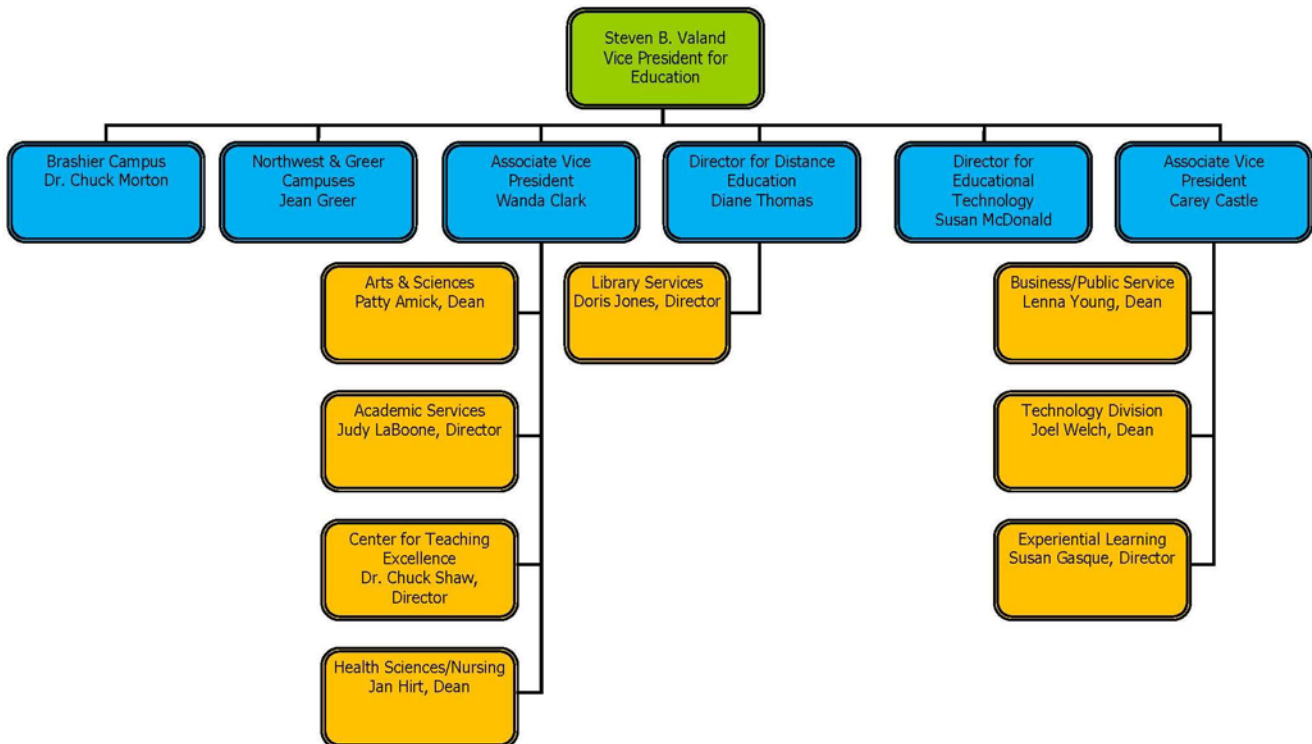 Steven B. Valand
Vice President for
Education
Brashier Campus
Dr. Chuck Morton
Northwest & Greer
Campuses
Jean Greer
Associate Vice
President
Wanda Clark
Director for Distance
Education
Diane Thomas
Director for
Educational
Technology
Susan McDonald
Associate Vice
President
Carey Castle
Arts & Sciences
Patty Amick, Dean
Academic Services
Judy LaBoone, Director
Center for Teaching
Excellence
Dr. Chuck Shaw,
Director
Health Sciences/Nursing
Jan Hirt, Dean
Library Services
Doris Jones, Director
Business/Public Service
Lenna Young, Dean
Technology Division
Joel Welch, Dean
Experiential Learning
Susan Gasque, Director